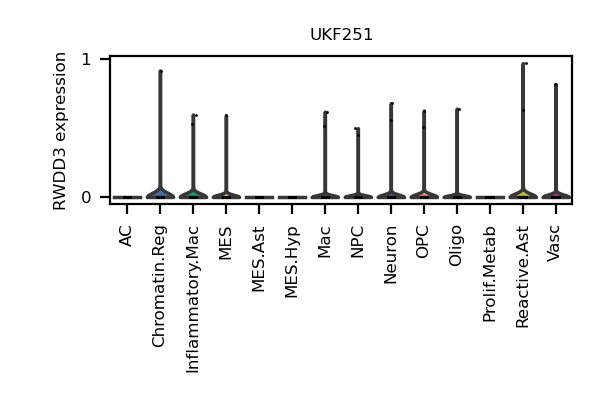 UKF251
RWDD3 expression
1
0
AC
Chromatin.Reg
Inflammatory.Mac
MES
MES.Ast
MES.Hyp
Mac
NPC
Neuron
OPC
Oligo
Prolif.Metab
Reactive.Ast
Vasc